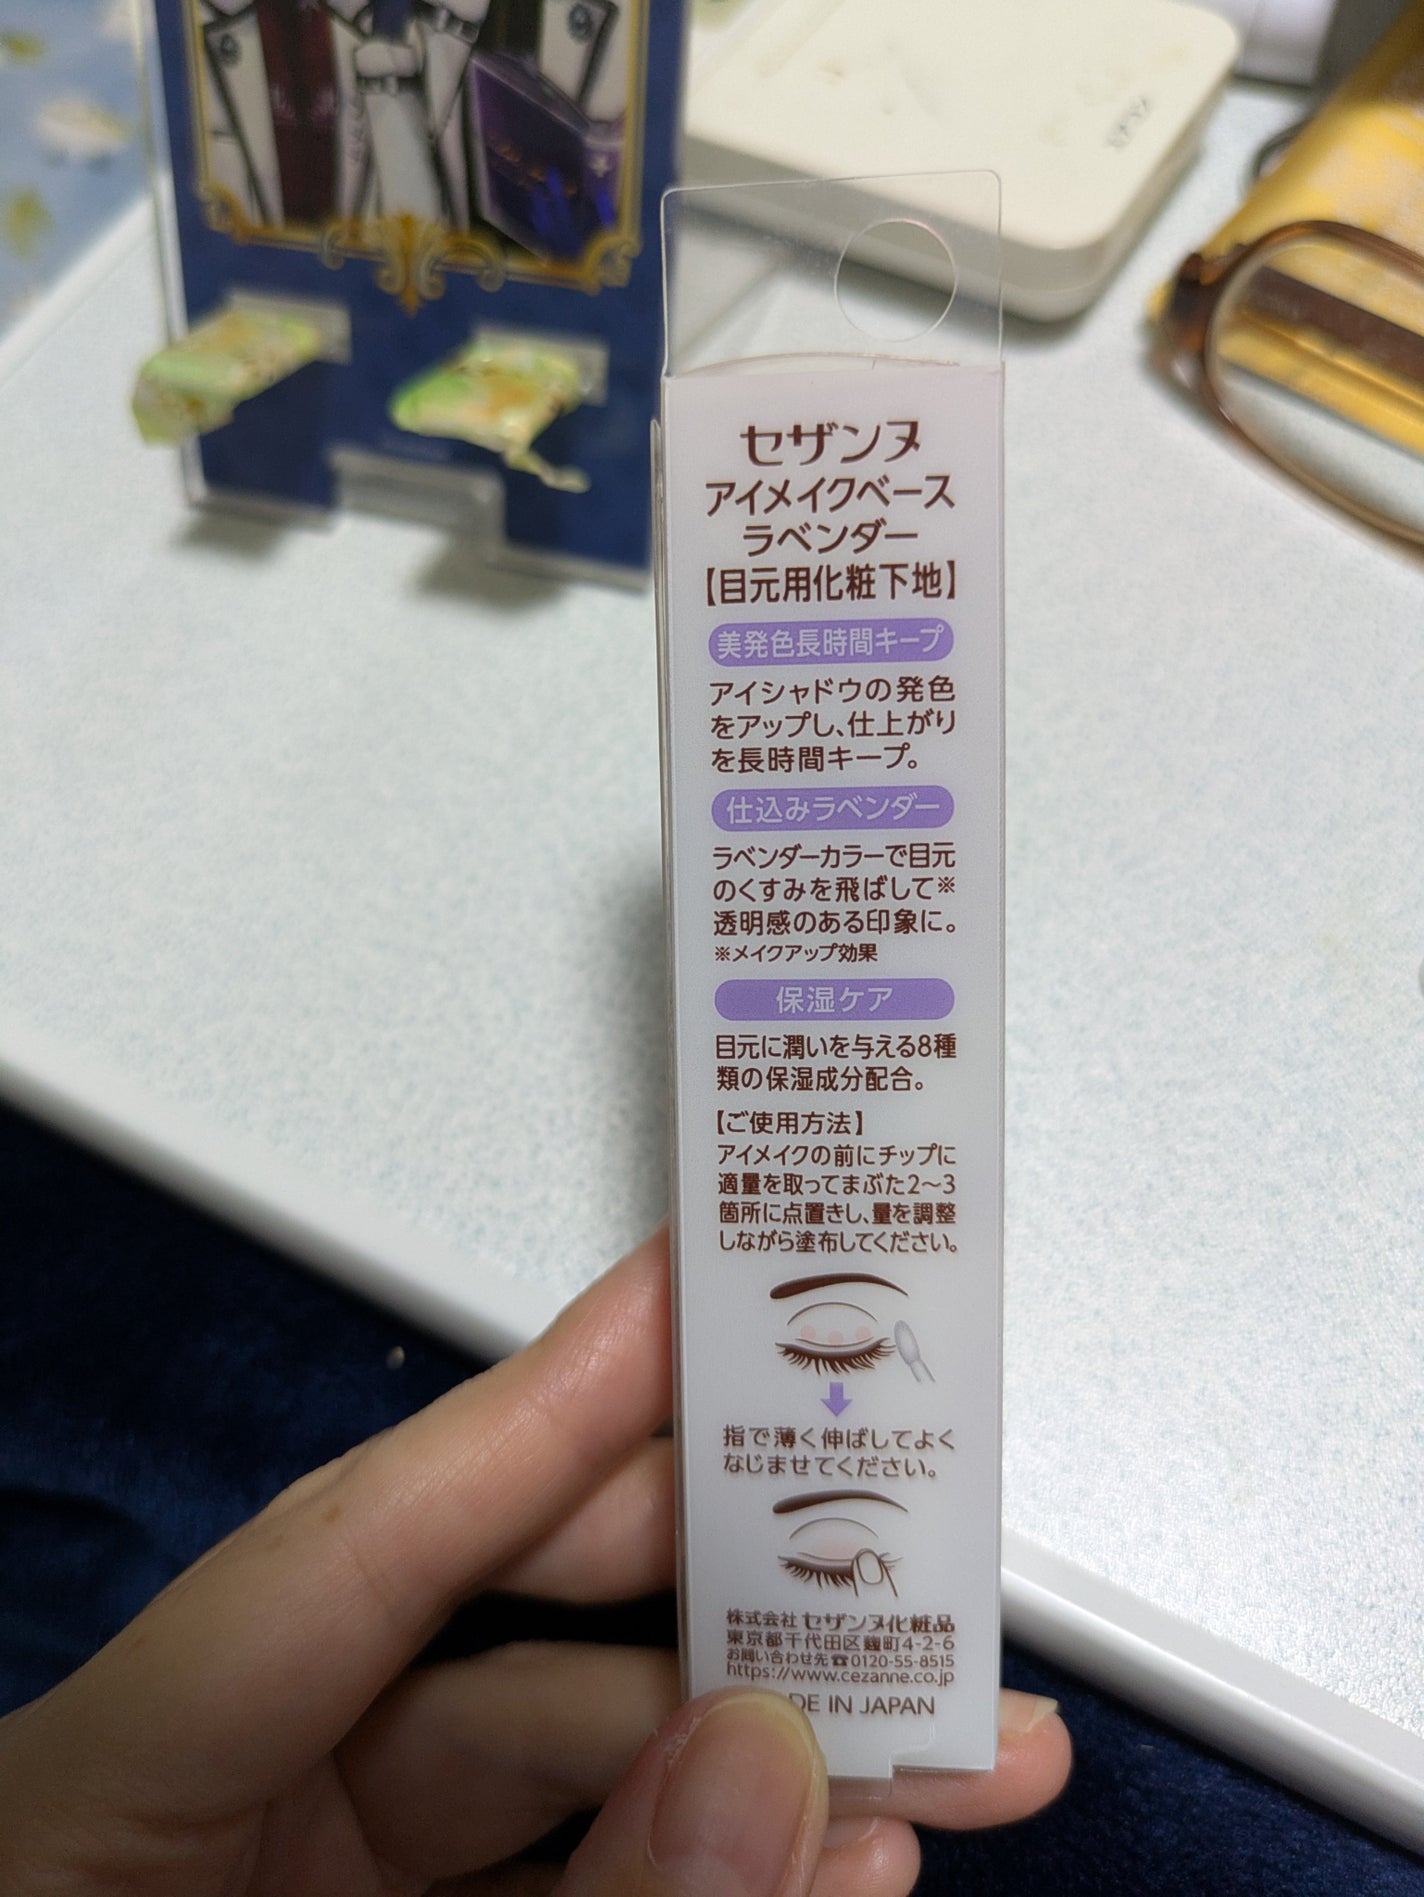 セザンヌ
アイメイクベース
ラベンダー
【目元用化粧下地】
美発色長時間キープ
アイシャドウの発色
をアップし、仕上がり
を長時間キープ。
仕込みラベンダー
ラベンダーカラーで目元
のくすみを飛ばして※
透明感のある印象に。
※メイクアップ効果
保湿ケア
目元に潤いを与える8種
類の保湿成分配合。
【ご使用方法】
アイメイクの前にチップに
適量を取ってまぶた2〜3
箇所に点置きし、量を調整
しながら塗布してください。
指で薄く伸ばしてよく
なじませてください。
株式会社 セザンヌ化粧品
東京都千代田区麹町4-2-6
お問い合わせ先☎0120-55-8515
https://www.cezanne.co.jp
DE IN JAPAN